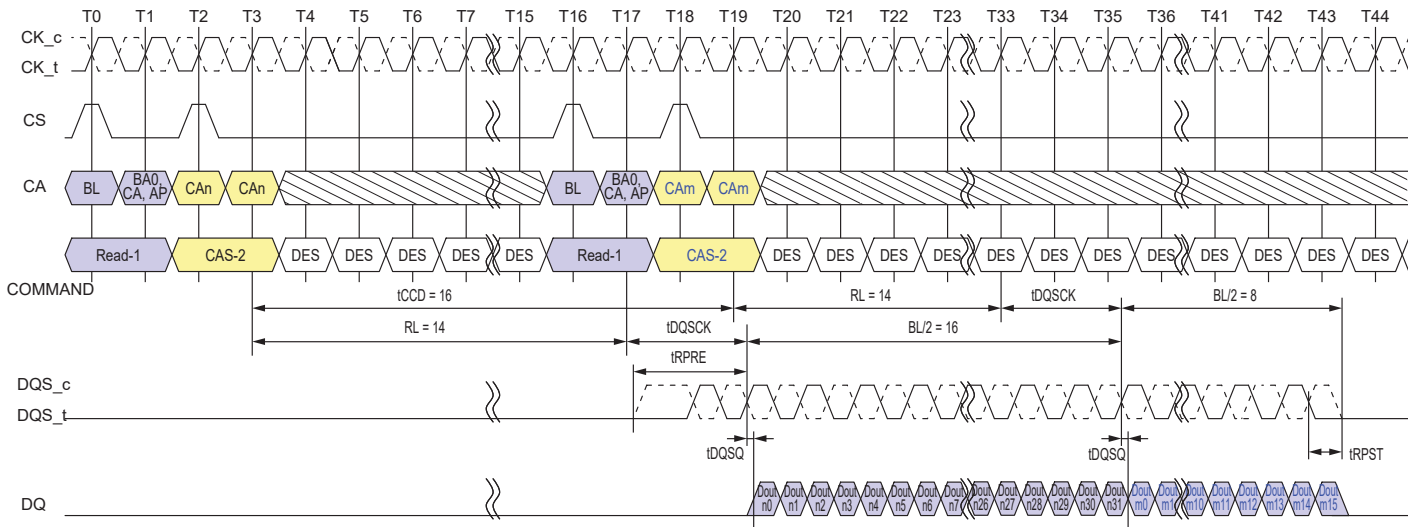 T0 T1 T2 T3 T4 T5 T6 T7 T15 T16 T17 T18 T19 T20 T21 T22 T23 T33 T34 T35 T36 T41 T42 T43 T44
CK_c
CK_t
CS
CA BL BA0, CA, AP CAn CAn BL BA0, CA, AP CAm CAm
Read-1 CAS-2 DES DES DES DES DES Read-1 CAS-2 DES DES DES DES DES DES DES DES DES DES DES DES
COMMAND
tCCD = 16 RL = 14 tDQSCK BL/2 = 8
RL = 14 tDQSCK BL/2 = 16
tRPRE
DQS_c
DQS_t
tDQSQ tDQSQ tRPST
DQ Dout n0 Dout n1 Dout n2 Dout n3 Dout n4 Dout n5 Dout n6 Dout n7 Dout n26 Dout n27 Dout n28 Dout n29 Dout n30 Dout n31 Dout m0 Dout m1 Dout m10 Dout m11 Dout m12 Dout m13 Dout m14 Dout m15